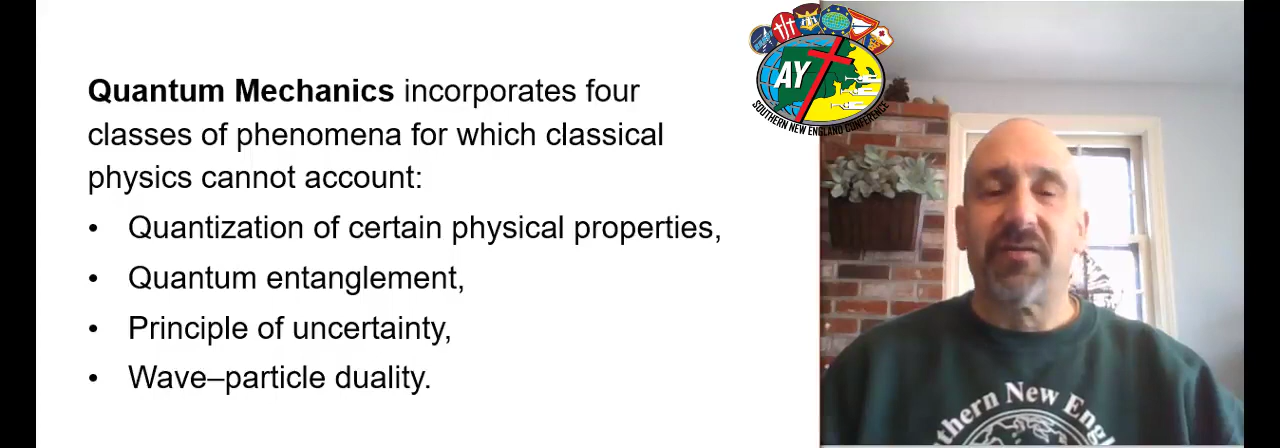 Quantum Mechanics incorporates four
classes of phenomena for which classical
physics cannot account:
• Quantization of certain physical properties,
• Quantum entanglement,
• Principle of uncertainty,
• Wave–particle duality.
AY
SOUTHERN NEW ENGLAND CONFERENCE
thern New Eng